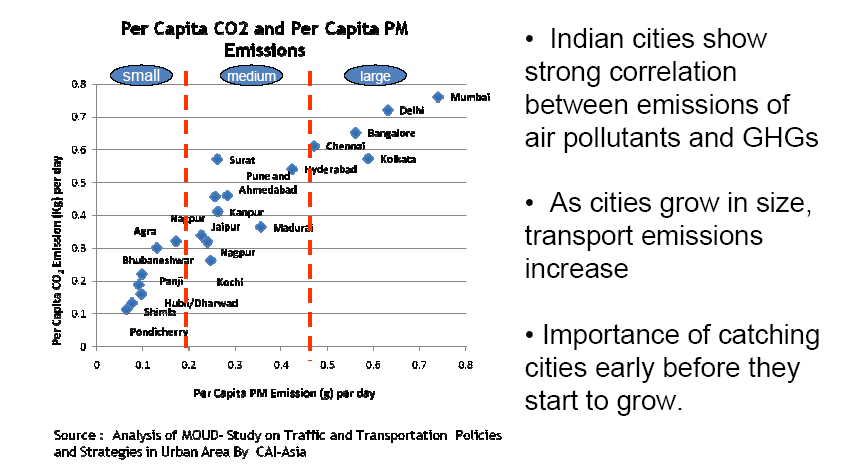 Per Capita CO2 and Per Capita PM
Emissions
small
medium
large
0.8
0.7
0.6
0.5
0.4
0.3
0.2
0.1
0
0
0.1
0.2
0.3
0.4
0.5
0.6
0.7
0.8
Per Capita CO2 Emission (Kg) per day
Per Capita PM Emission (g) per day
Mumbai
Delhi
Bangalore
Chennai
Kolkata
Surat
Hyderabad
Pune and
Ahmedabad
Kanpur
Nagpur
Jaipur
Madurai
Agra
Nagpur
Bhubaneshwar
Kochi
Panji
Hubli/Dharwad
Shimla
Pondicherry
Source : Analysis of MOUD- Study on Traffic and Transportation Policies
and Strategies in Urban Area By CAI-Asia
• Indian cities show
strong correlation
between emissions of
air pollutants and GHGs
• As cities grow in size,
transport emissions
increase
• Importance of catching
cities early before they
start to grow.